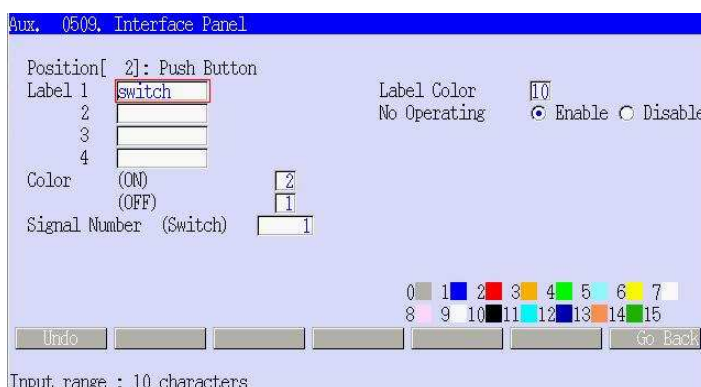 Aux. 0509. Interface Panel
Position[ 2]: Push Button
Label 1 switch Label Color 10
2 No Operating Enable Disable
3
4
Color (ON) 2
(OFF) 1
Signal Number (Switch) 1
0 1 2 3 4 5 6 7
8 9 10 11 12 13 14 15
Undo Go Back
Input range : 10 characters